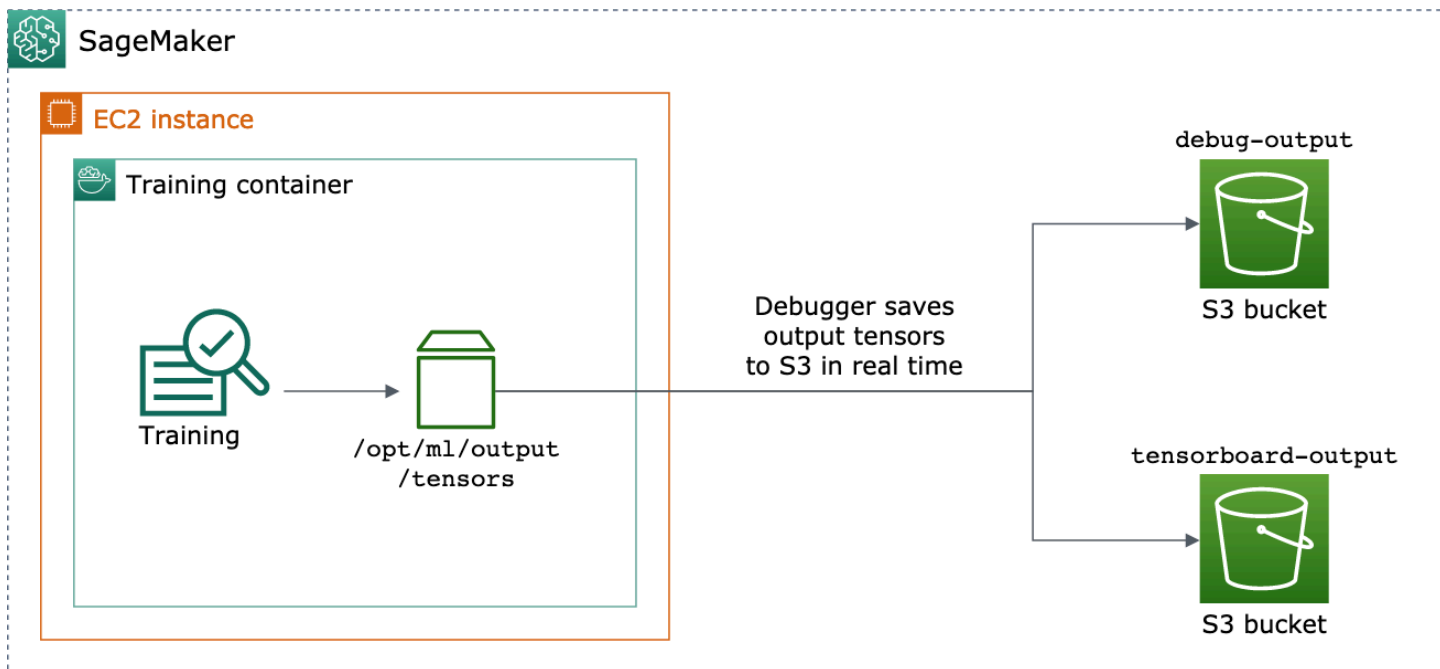 SageMaker
EC2 instance
Training container
Training
/opt/ml/output
/tensors
Debugger saves
output tensors
to S3 in real time
debug-output
S3 bucket
tensorboard-output
S3 bucket